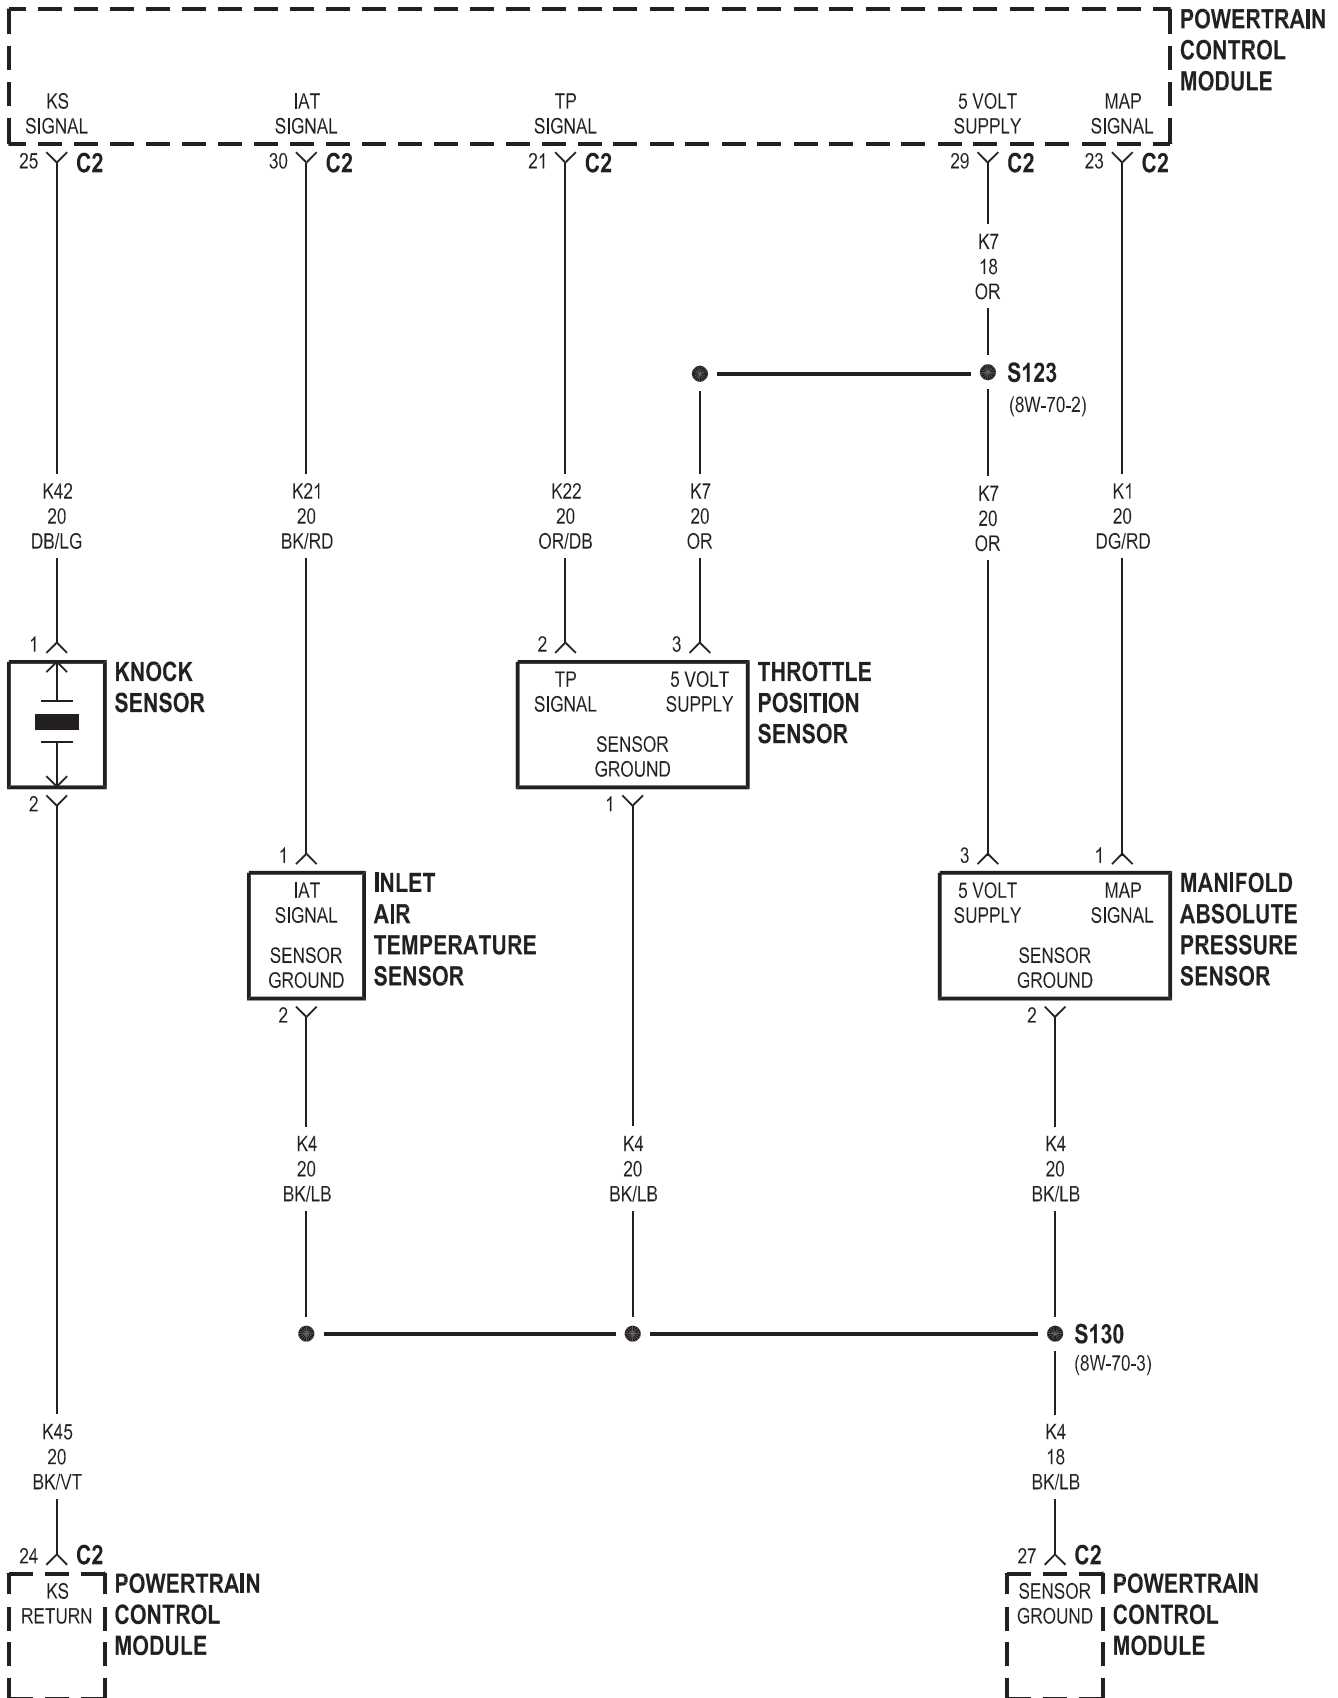 POWERTRAIN
CONTROL
MODULE
KS
SIGNAL
IAT
SIGNAL
TP
SIGNAL
5 VOLT
SUPPLY
MAP
SIGNAL
25 C2
30 C2
21 C2
29 C2
23 C2
K7
18
OR
S123
(8W-70-2)
K42
20
DB/LG
K21
20
BK/RD
K22
20
OR/DB
K7
20
OR
K7
20
OR
K1
20
DG/RD
1
KNOCK
SENSOR
2
2
3
TP
SIGNAL
5 VOLT
SUPPLY
SENSOR
GROUND
THROTTLE
POSITION
SENSOR
1
1
IAT
SIGNAL
SENSOR
GROUND
INLET
AIR
TEMPERATURE
SENSOR
2
3
1
5 VOLT
SUPPLY
MAP
SIGNAL
SENSOR
GROUND
MANIFOLD
ABSOLUTE
PRESSURE
SENSOR
2
K4
20
BK/LB
K4
20
BK/LB
K4
20
BK/LB
S130
(8W-70-3)
K45
20
BK/VT
K4
18
BK/LB
24 C2
KS
RETURN
POWERTRAIN
CONTROL
MODULE
27 C2
SENSOR
GROUND
POWERTRAIN
CONTROL
MODULE